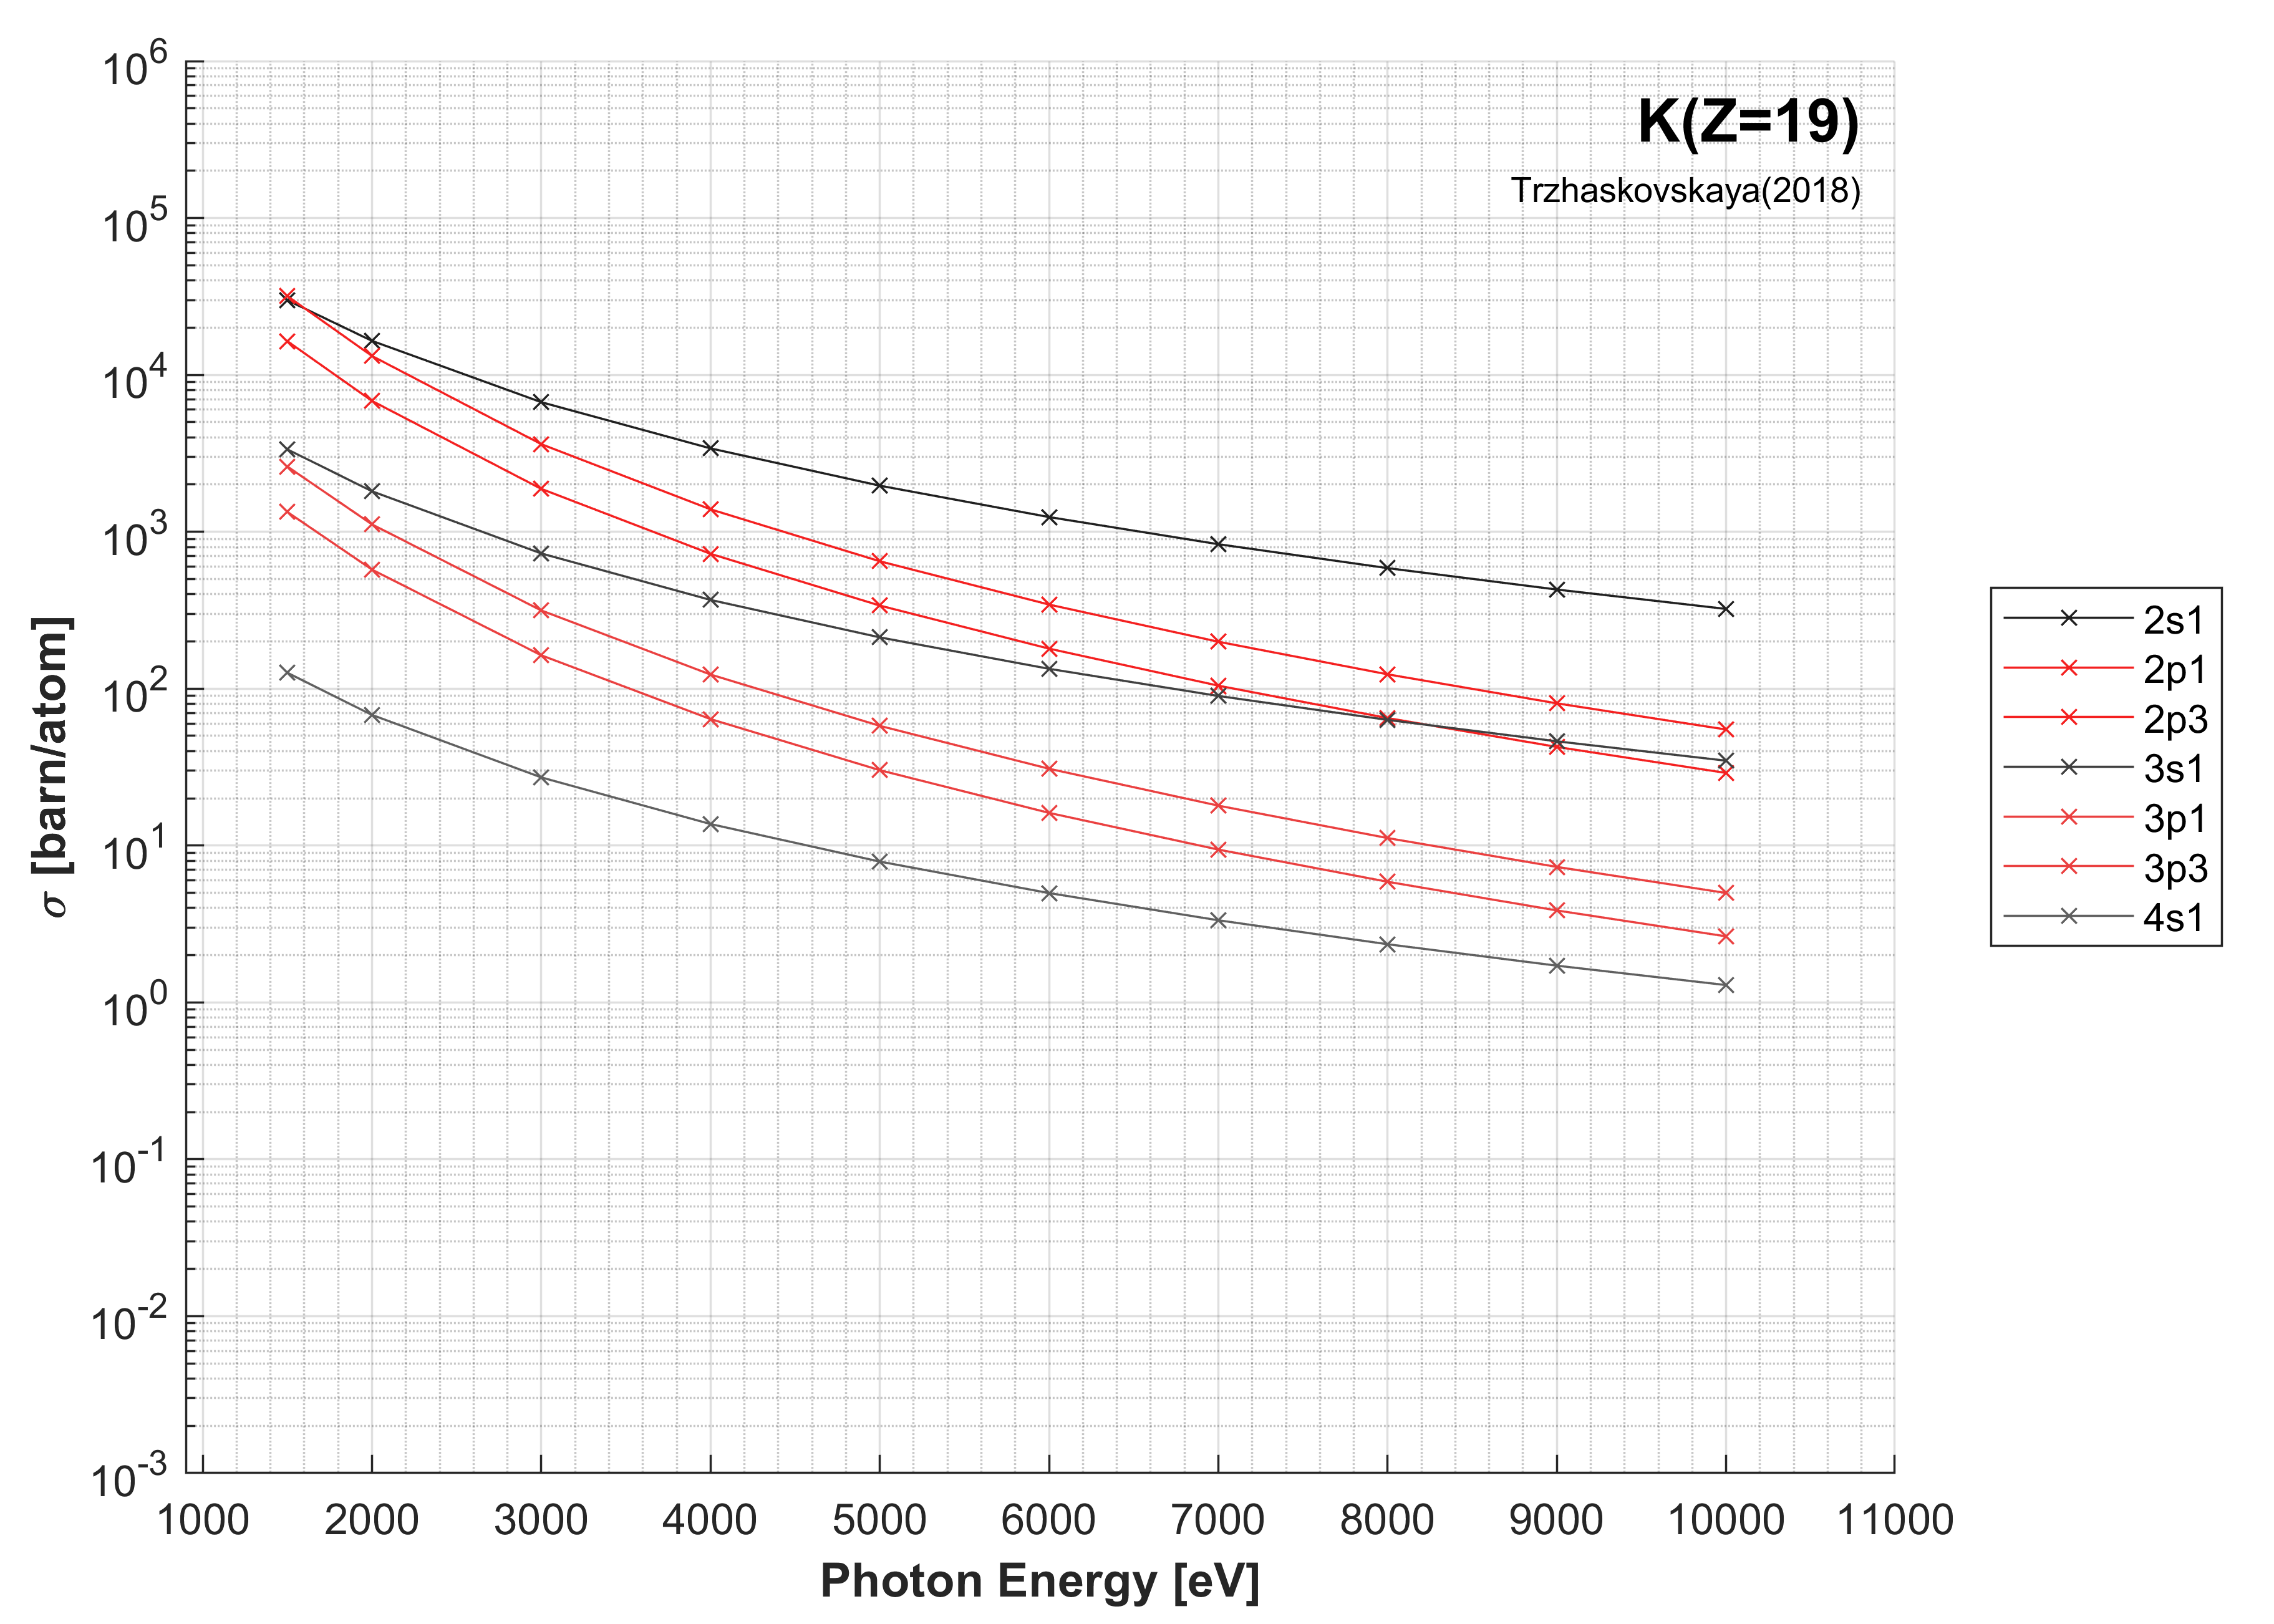 K(Z=19)
Trzhaskovskaya(2018)
10^6
10^5
10^4
10^3
10^2
10^1
10^0
10^-1
10^-2
10^-3
σ [barn/atom]
1000 2000 3000 4000 5000 6000 7000 8000 9000 10000 11000
Photon Energy [eV]
2s1
2p1
2p3
3s1
3p1
3p3
4s1